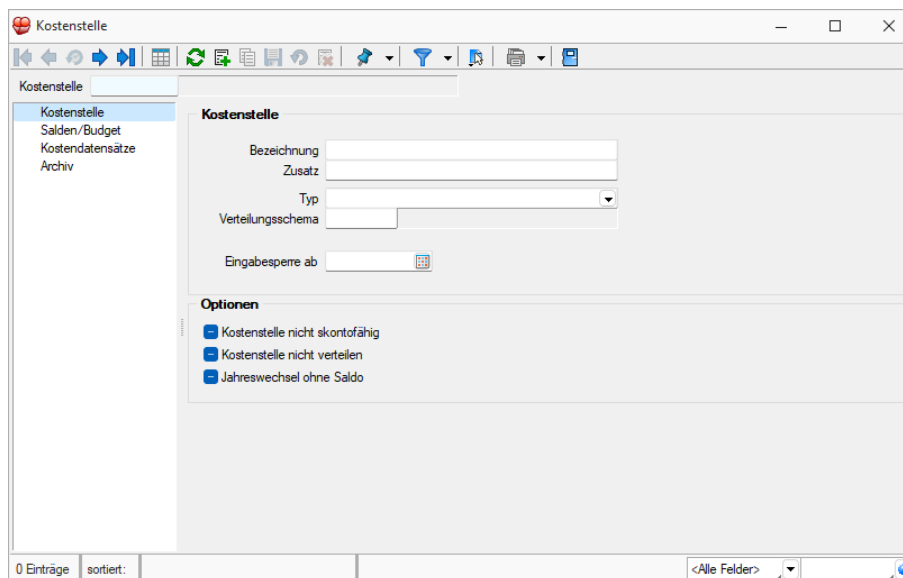 Kostenstelle
Kostenstelle
Kostenstelle
Salden/Budget
Kostendatensätze
Archiv
Kostenstelle
Bezeichnung
Zusatz
Typ
Verteilungsschema
Eingabesperre ab
Optionen
Kostenstelle nicht skontofähig
Kostenstelle nicht verteilen
Jahreswechsel ohne Saldo
0 Einträge sortiert: <Alle Felder>